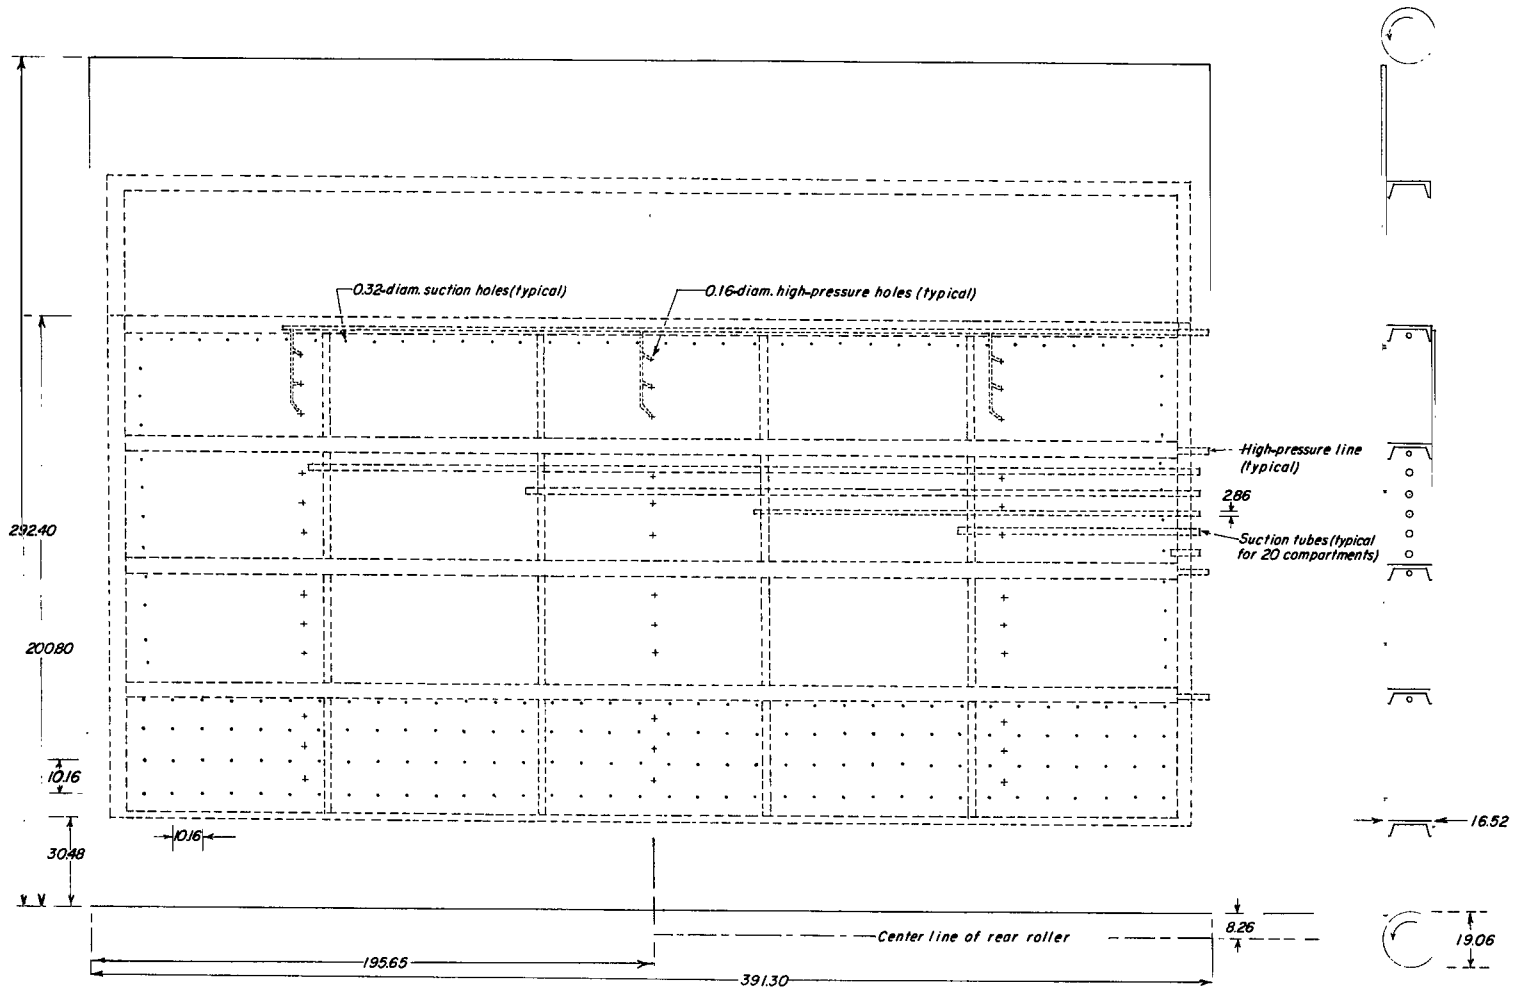 0.32-diam. suction holes (typical)
0.16-diam. high-pressure holes (typical)
High-pressure line
(typical)
2.86
292.40
Suction tubes (typical
for 20 compartments)
200.80
10.16
16.52
10.16
30.48
8.26
Center line of rear roller
19.06
195.65
391.30